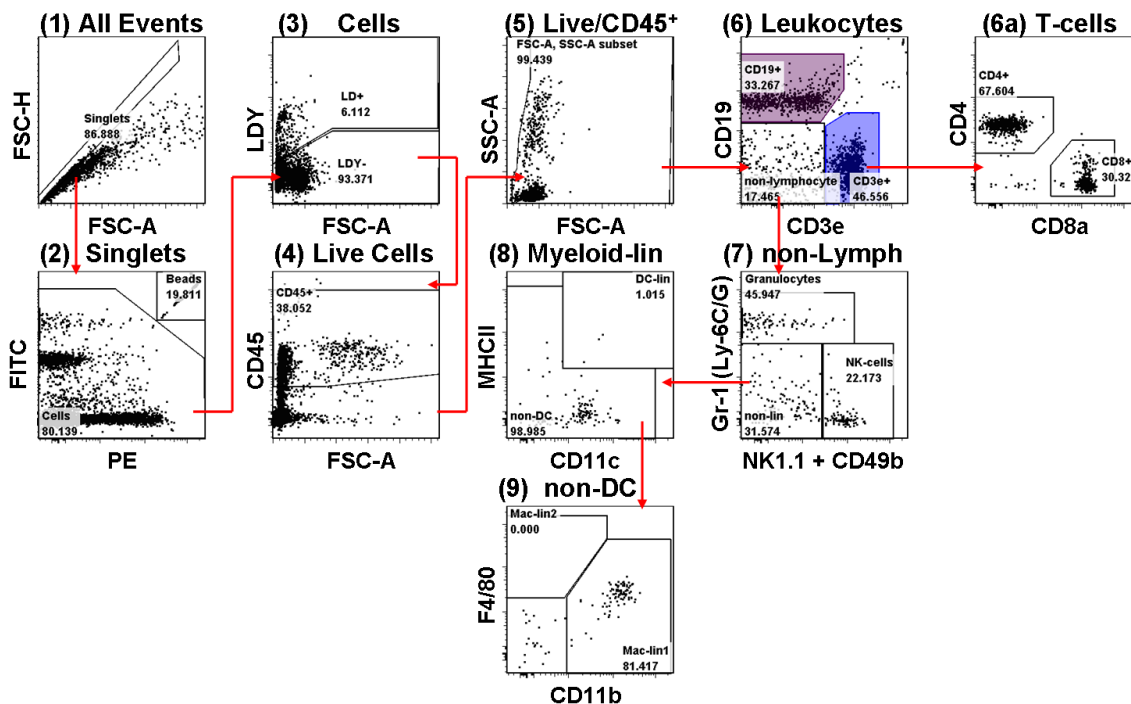 (1) All Events
FSC-H
Singlets
86.888
FSC-A
(3) Cells
LDY
LD+
6.112
LDY-
93.371
FSC-A
(5) Live/CD45+
SSC-A
FSC-A, SSC-A subset
99.439
FSC-A
(6) Leukocytes
CD19
CD19+
33.267
non-lymphocyte
17.465
CD3e+
46.556
CD3e
(6a) T-cells
CD4
CD4+
67.604
CD8+
30.32
CD8a
(2) Singlets
FITC
Beads
19.811
Cells
80.139
PE
(4) Live Cells
CD45
CD45+
38.052
FSC-A
(8) Myeloid-lin
MHCII
DC-lin
1.015
non-DC
98.985
CD11c
(7) non-Lymph
Gr-1 (Ly-6C/G)
Granulocytes
45.947
NK-cells
22.173
non-lin
31.574
NK1.1 + CD49b
(9) non-DC
F4/80
Mac-lin2
0.000
Mac-lin1
81.417
CD11b